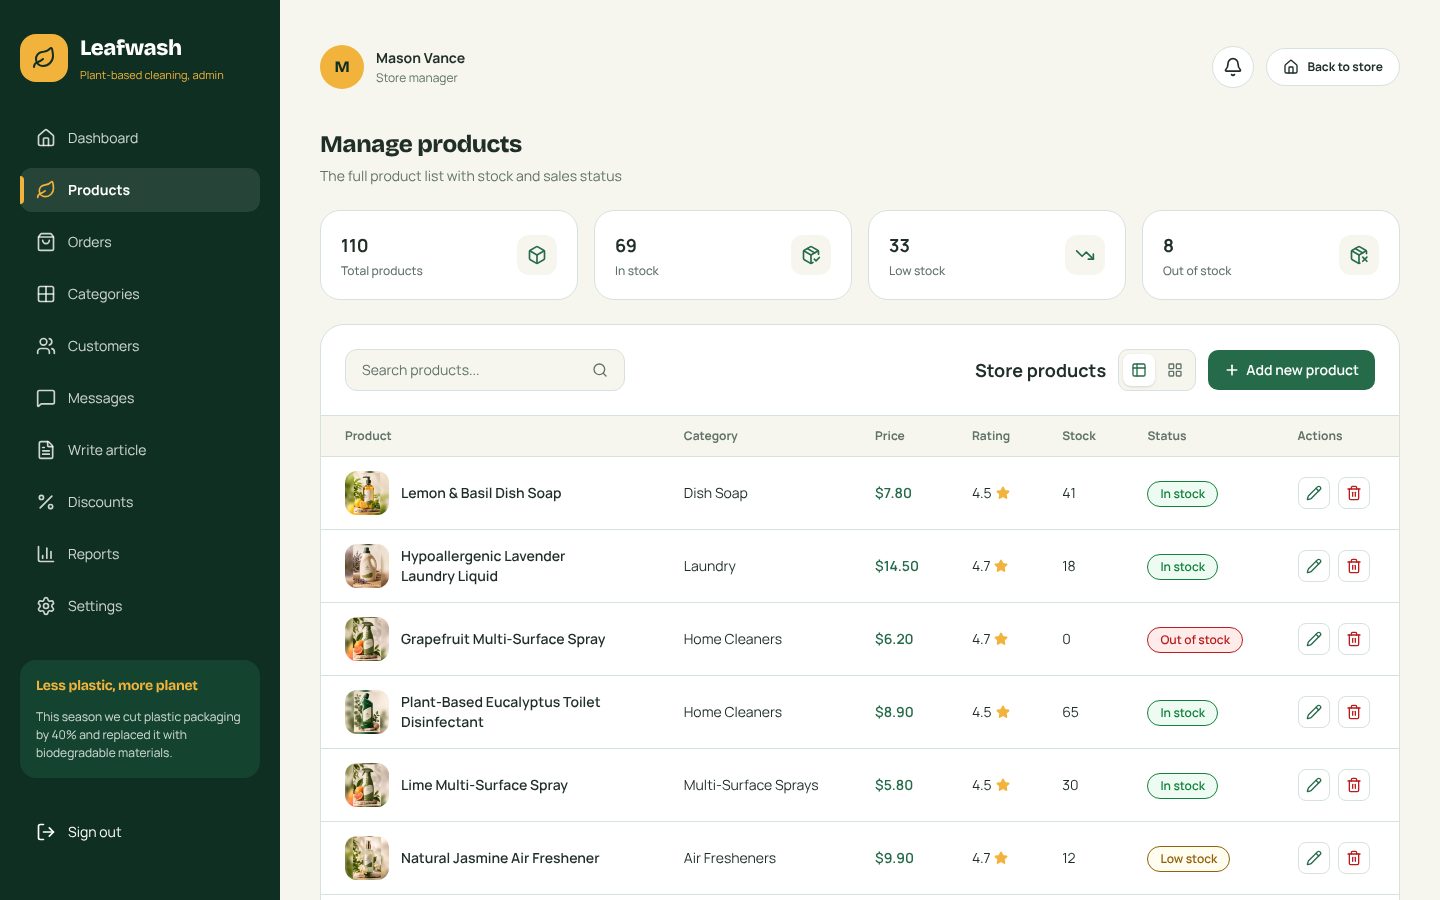 Leafwash
Plant-based cleaning, admin
Dashboard
Products
Orders
Categories
Customers
Messages
Write article
Discounts
Reports
Settings
Less plastic, more planet
This season we cut plastic packaging
by 40% and replaced it with
biodegradable materials.
Sign out
M
Mason Vance
Store manager
Back to store
Manage products
The full product list with stock and sales status
110
Total products
69
In stock
33
Low stock
8
Out of stock
Search products...
Store products
Add new product
Product Category Price Rating Stock Status Actions
Lemon & Basil Dish Soap Dish Soap $7.80 4.5 41 In stock
Hypoallergenic Lavender
Laundry Liquid Laundry $14.50 4.7 18 In stock
Grapefruit Multi-Surface Spray Home Cleaners $6.20 4.7 0 Out of stock
Plant-Based Eucalyptus Toilet
Disinfectant Home Cleaners $8.90 4.5 65 In stock
Lime Multi-Surface Spray Multi-Surface Sprays $5.80 4.5 30 In stock
Natural Jasmine Air Freshener Air Fresheners $9.90 4.7 12 Low stock